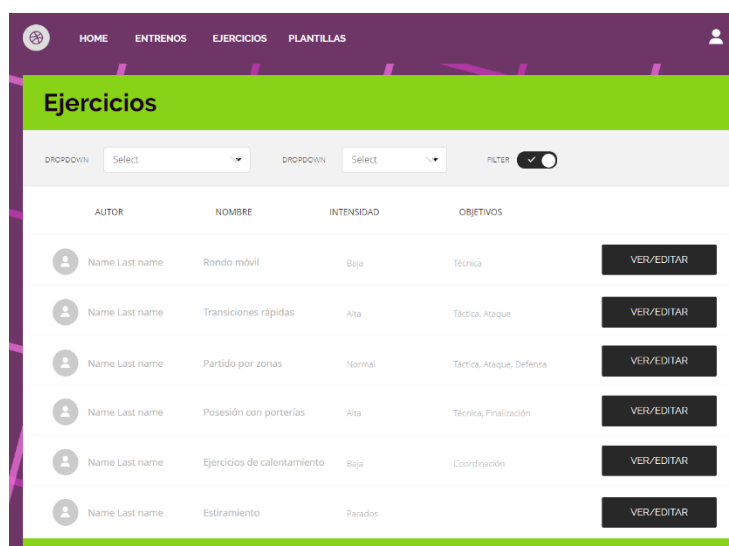 HOME ENTRENOS EJERCICIOS PLANTILLAS
Ejercicios
DROPDOWN Select DROPDOWN Select FILTER
AUTOR NOMBRE INTENSIDAD OBJETIVOS
Name Last name Rondo móvil Baja Técnica VER/EDITAR
Name Last name Transiciones rápidas Alta Táctica, Ataque VER/EDITAR
Name Last name Partido por zonas Normal Táctica, Ataque, Defensa VER/EDITAR
Name Last name Posesión con porterías Alta Técnica, Finalización VER/EDITAR
Name Last name Ejercicios de calentamiento Baja Coordinación VER/EDITAR
Name Last name Estiramiento Parados VER/EDITAR